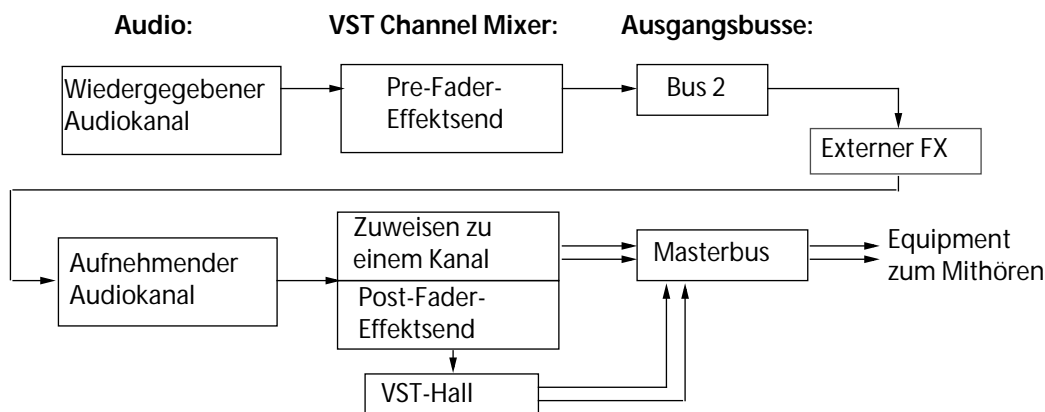 Audio:
VST Channel Mixer:
Ausgangsbusse:
Wiedergegebener
Audiokanal
Pre-Fader-
Effektsend
Bus 2
Externer FX
Aufnehmender
Audiokanal
Zuweisen zu
einem Kanal
Post-Fader-
Effektsend
Masterbus
Equipment
zum Mithören
VST-Hall